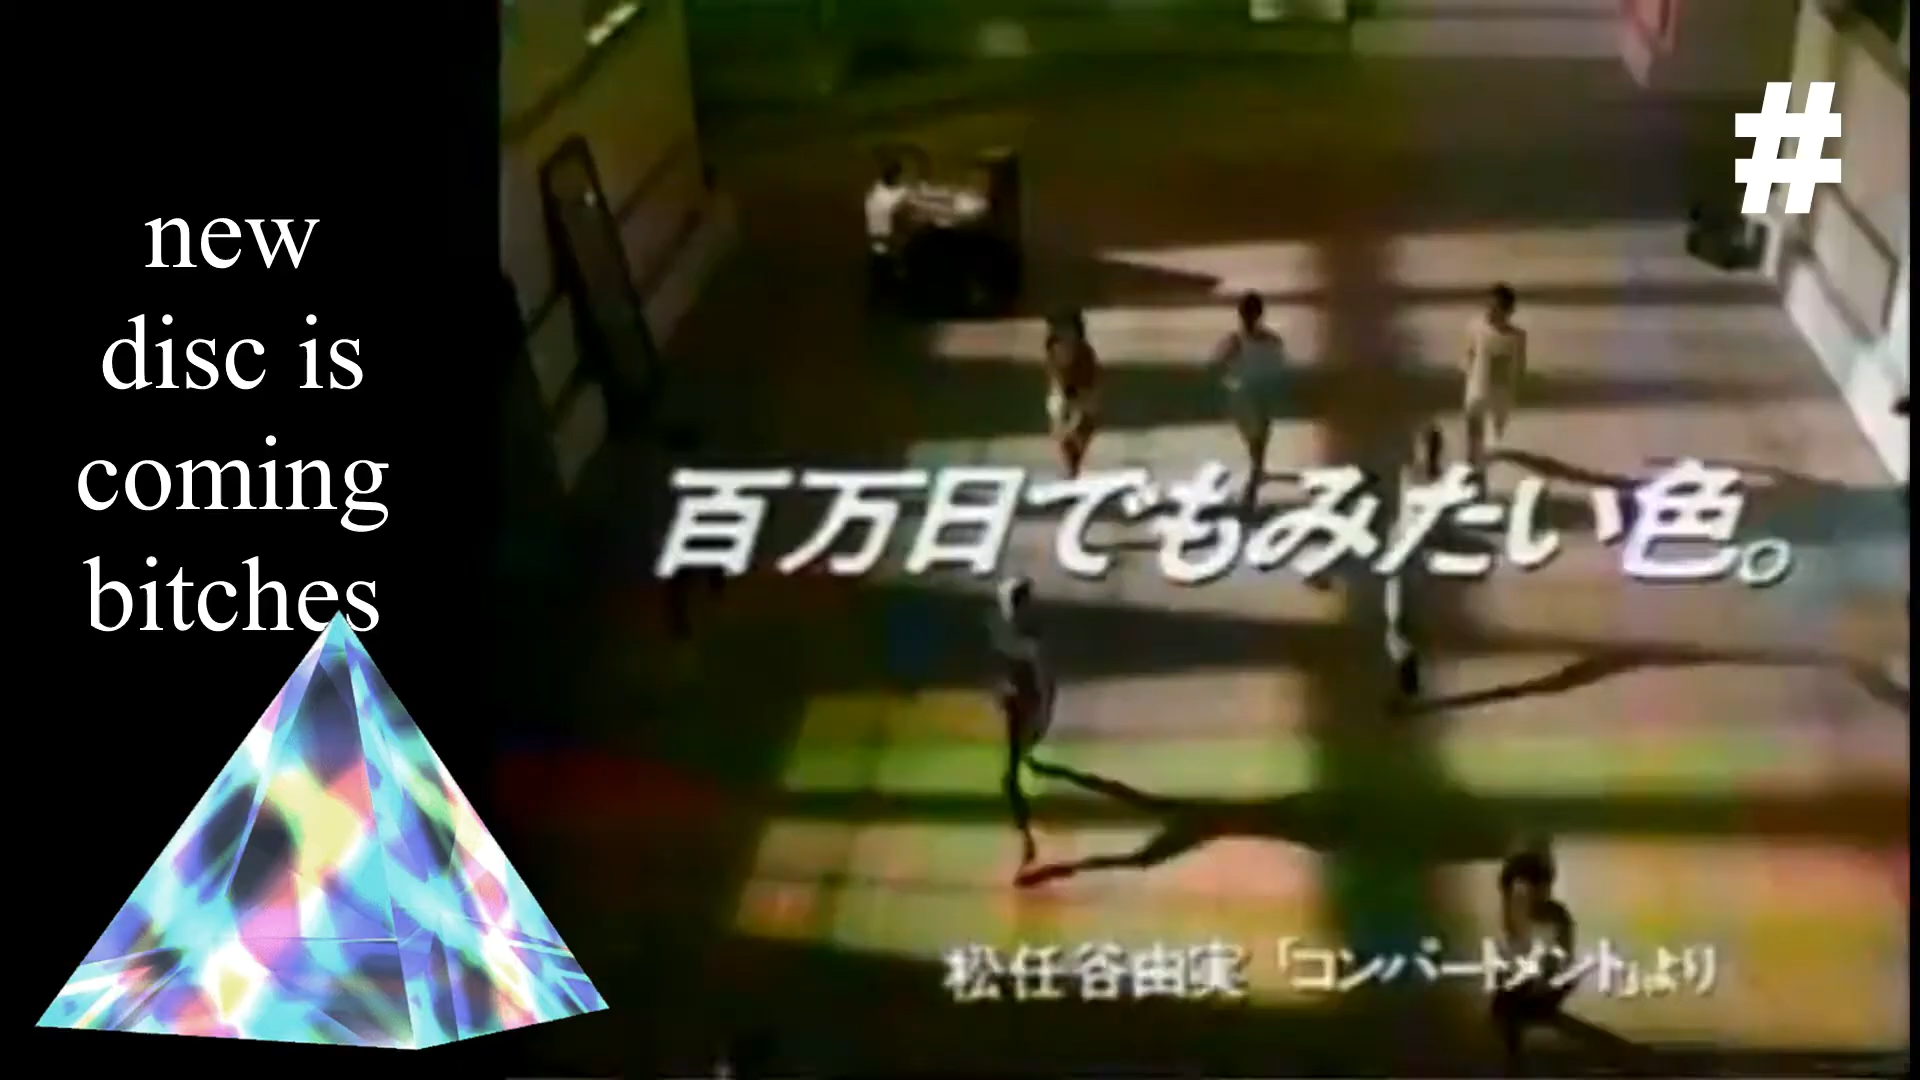 new
disc is
coming
bitches
#
百万回でもみたい色。
松任谷由実「コンパートメント」より